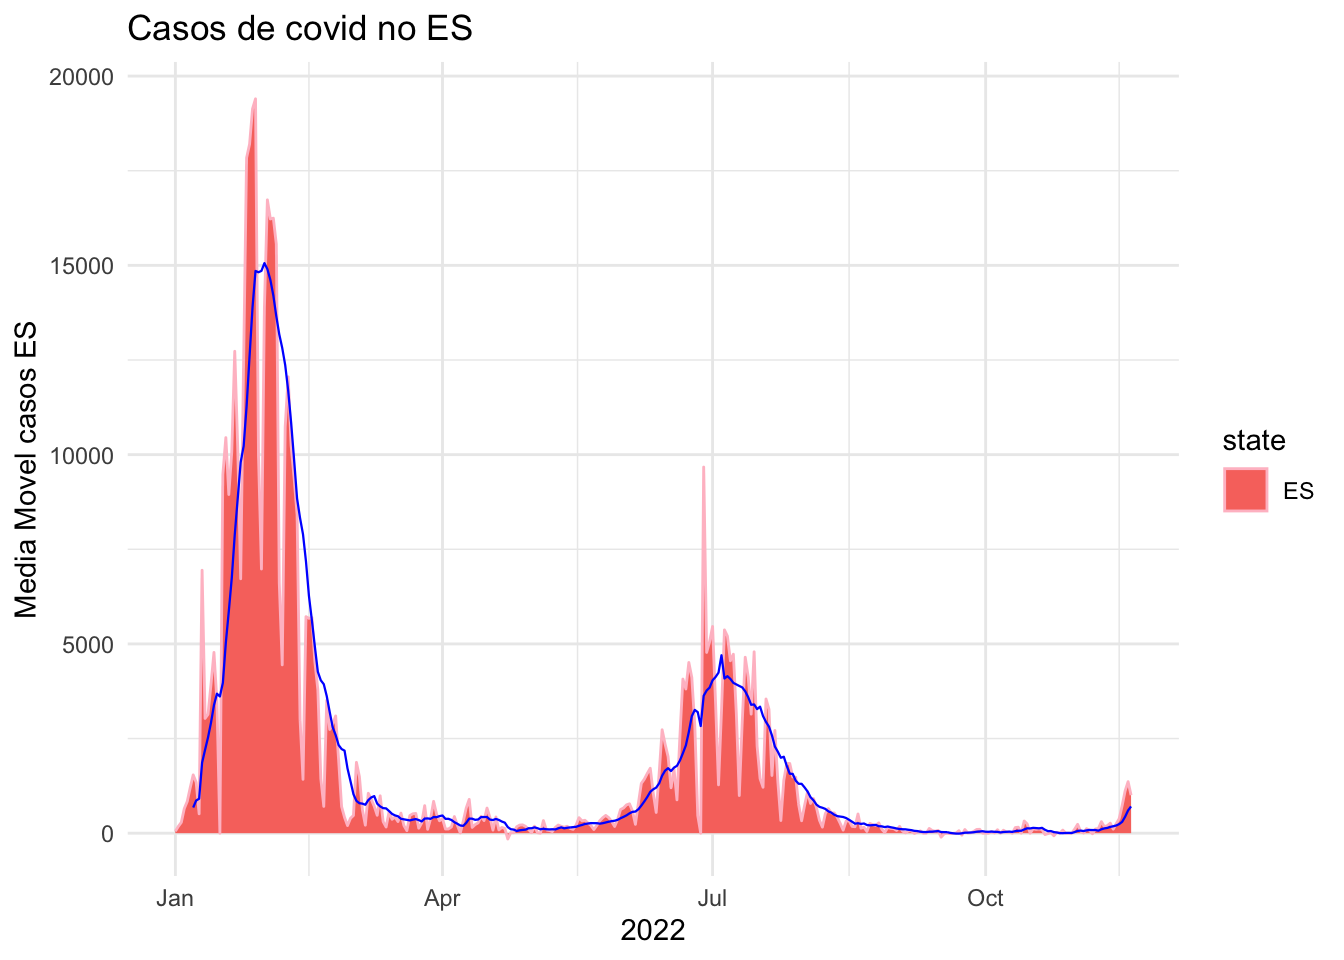 Casos de covid no ES
20000
15000
10000
5000
0
Media Movel casos ES
Jan
Apr
Jul
Oct
2022
state
ES